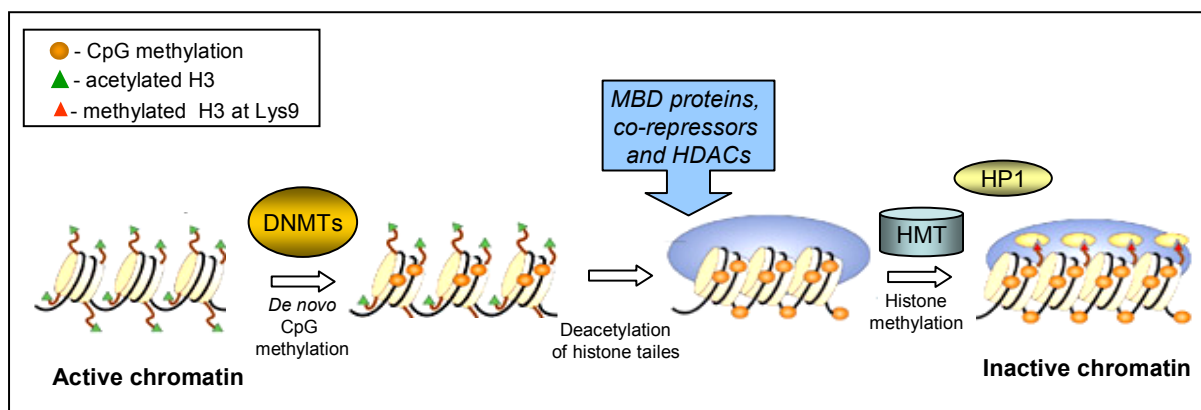 - CpG methylation
- acetylated H3
- methylated H3 at Lys9
MBD proteins,
co-repressors
and HDACs
HP1
DNMTs
HMT
De novo
CpG
methylation
Deacetylation
of histone tailes
Histone
methylation
Active chromatin
Inactive chromatin